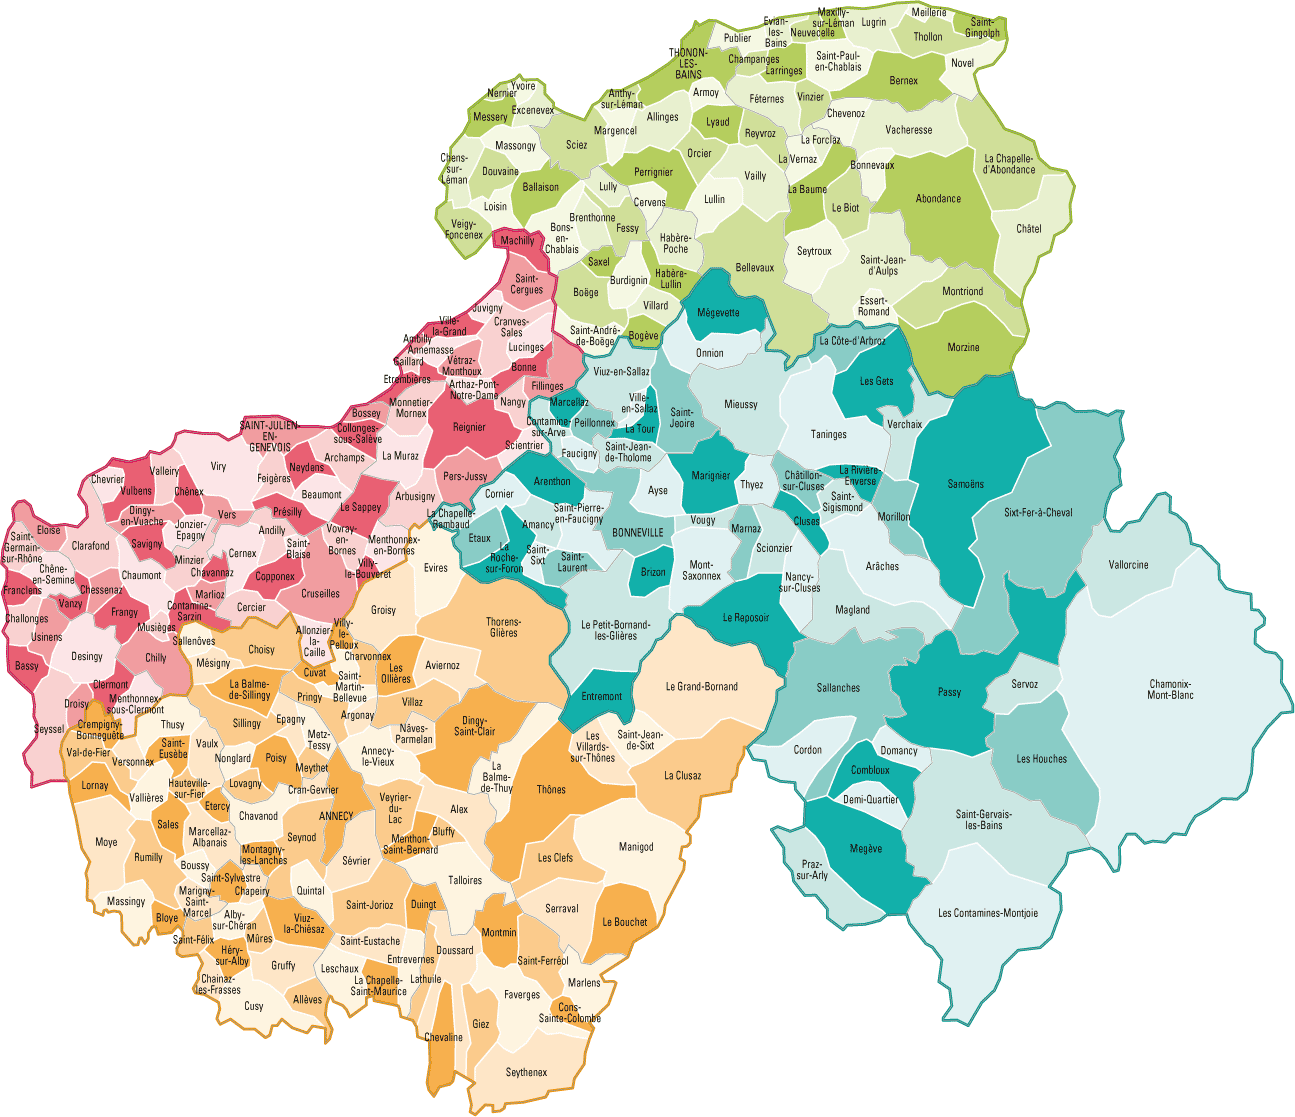 Meillerie
Maxilly-
sur-Léman
Lugrin
Saint-
Gingolph
Evian-
les-
Bains
Neuvecelle
Publier
Thollon
THONON-
LES-
BAINS
Champanges
Larringes
Saint-Paul-
en-Chablais
Novel
Bernex
Yvoire
Nernier
Excenevex
Messery
Anthy-
sur-Léman
Armoy
Féternes
Vinzier
Chevenoz
Vacheresse
Margencel
Allinges
Lyaud
Reyvroz
La Forclaz
Massongy
Sciez
Orcier
La Vernaz
Bonnevaux
La Chapelle-
d'Abondance
Chens-
sur-
Léman
Douvaine
Ballaison
Perrignier
Vailly
La Baume
Abondance
Lully
Cervens
Lullin
Le Biot
Loisin
Brenthonne
Fessy
Veigy-
Foncenex
Bons-
en-
Chablais
Habère-
Poche
Châtel
Machilly
Saxel
Seytroux
Saint-Jean-
d'Aulps
Burdignin
Habère-
Lullin
Bellevaux
Saint-
Cergues
Boëge
Villard
Montriond
Essert-
Romand
Juvigny
Mégevette
Ville-
la-Grand
Cranves-
Sales
Saint-André-
de-Boëge
Bogève
Morzine
Ambilly
Annemasse
Lucinges
Gaillard
Vétraz-
Monthoux
Bonne
Onnion
La Côte-d'Arbroz
Etrembières
Arthaz-Pont-
Notre-Dame
Fillinges
Viuz-en-Sallaz
Les Gets
Monnetier-
Mornex
Nangy
Marcellaz
Ville-
en-Sallaz
Mieussy
Bossey
Reignier
Contamine-
sur-Arve
Peillonnex
La Tour
Saint-
Jeoire
Verchaix
SAINT-JULIEN-
EN-
GENEVOIS
Collonges-
sous-Salève
Taninges
Scientrier
Faucigny
Saint-Jean-
de-Tholome
Archamps
La Muraz
Viry
Neydens
Feigères
Pers-Jussy
Arenthon
Marignier
Thyez
Châtillon-
sur-Cluses
La Rivière-
Enverse
Samoëns
Chevrier
Valleiry
Vulbens
Chênex
Beaumont
Le Sappey
Arbusigny
Cornier
Ayse
Saint-
Sigismond
Sixt-Fer-à-Cheval
Présilly
Vers
Dingy-
en-Vuache
Jonzier-
Epagny
La Chapelle-
Rambaud
Amancy
Saint-Pierre-
en-Faucigny
Vougy
Marnaz
Cluses
Morillon
Eloise
Andilly
Vovray-
en-
Bornes
Etaux
BONNEVILLE
Saint-
Germain-
sur-Rhône
Clarafond
Savigny
Saint-
Blaise
Menthonnex-
en-Bornes
La
Roche-
sur-Foron
Saint-
Sixt
Saint-
Laurent
Scionzier
Minzier
Cernex
Chêne-
en-Semine
Chaumont
Chavannaz
Copponex
Villy-
le-Bouveret
Evires
Brizon
Mont-
Saxonnex
Nancy-
sur-Cluses
Arâches
Vallorcine
Franclens
Chessenaz
Marlioz
Cruseilles
Vanzy
Frangy
Contamine-
Sarzin
Cercier
Groisy
Magland
Challonges
Musièges
Thorens-
Glières
Le Petit-Bornand-
les-Glières
Le Reposoir
Usinens
Sallenôves
Allonzier-
la-
Caille
Villy-
le-
Pelloux
Desingy
Chilly
Choisy
Charvonnex
Bassy
Mésigny
Cuvat
Les
Ollières
Aviernoz
Clermont
La Balme-
de-Sillingy
Saint-
Martin-
Bellevue
Entremont
Le Grand-Bornand
Sallanches
Passy
Servoz
Chamonix-
Mont-Blanc
Droisy
Menthonnex-
sous-Clermont
Pringy
Villaz
Argonay
Seyssel
Crempigny-
Bonneguête
Thusy
Sillingy
Epagny
Dingy-
Saint-Clair
Metz-
Tessy
Nâves-
Parmelan
Les
Villards-
sur-Thônes
Saint-Jean-
de-Sixt
Val-de-Fier
Versonnex
Saint-
Eusèbe
Vaulx
Nonglard
Poisy
Annecy-
le-Vieux
Cordon
Domancy
Les Houches
Meythet
Combloux
Lornay
Vallières
Hauteville-
sur-Fier
Lovagny
Cran-Gevrier
La
Balme-
de-Thuy
Thônes
La Clusaz
Demi-Quartier
Etercy
Chavanod
ANNECY
Veyrier-
du-
Lac
Alex
Saint-Gervais-
les-Bains
Sales
Marcellaz-
Albanais
Seynod
Menthon-
Saint-Bernard
Bluffy
Moye
Rumilly
Montagny-
les-Lanches
Sévrier
Les Clefs
Manigod
Megève
Boussy
Saint-Sylvestre
Talloires
Praz-
sur-Arly
Marigny-
Saint-
Marcel
Chapeiry
Quintal
Massingy
Bloye
Alby-
sur-Chéran
Viuz-
la-Chiésaz
Saint-Jorioz
Duingt
Serraval
Le Bouchet
Les Contamines-Montjoie
Saint-Félix
Mûres
Saint-Eustache
Montmin
Héry-
sur-Alby
Gruffy
Entrevernes
Doussard
Saint-Ferréol
Chainaz-
les-Frasses
Leschaux
La Chapelle-
Saint-Maurice
Lathuile
Marlens
Cusy
Allèves
Faverges
Cons-
Sainte-Colombe
Giez
Chevaline
Seythenex